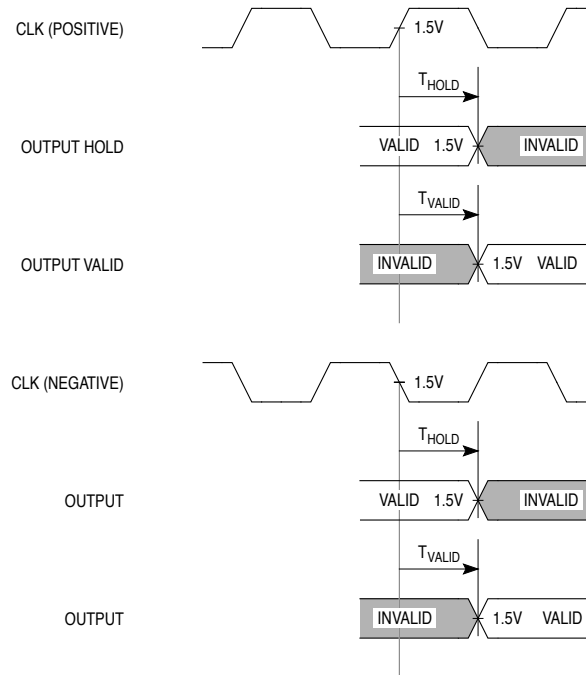 CLK (POSITIVE)
1.5V
THOLD
OUTPUT HOLD
VALID 1.5V INVALID
TVALID
OUTPUT VALID
INVALID 1.5V VALID
CLK (NEGATIVE)
1.5V
THOLD
OUTPUT
VALID 1.5V INVALID
TVALID
OUTPUT
INVALID 1.5V VALID